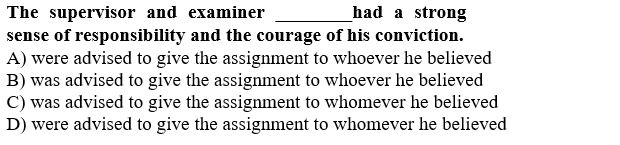 The supervisor and examiner ________had a strong
sense of responsibility and the courage of his conviction.
A) were advised to give the assignment to whoever he believed
B) was advised to give the assignment to whoever he believed
C) was advised to give the assignment to whomever he believed
D) were advised to give the assignment to whomever he believed